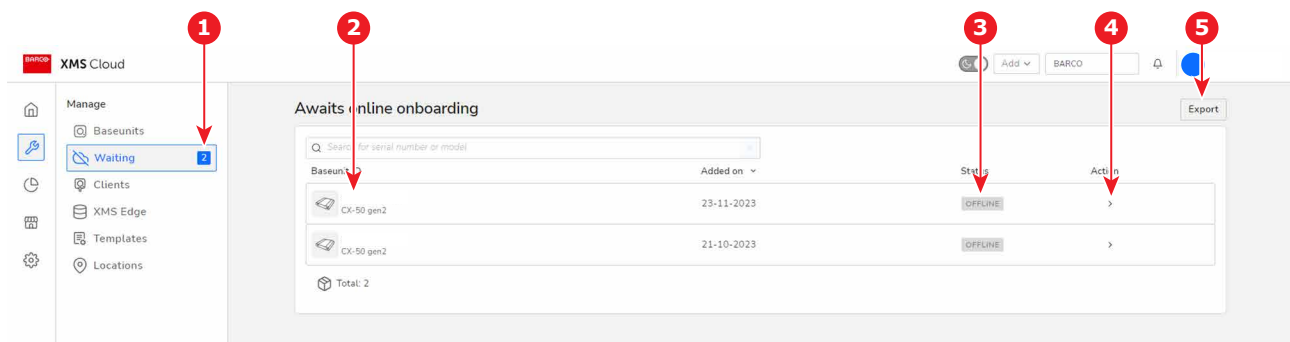 1 2 3 4 5
BARCO XMS Cloud Add BARCO
Manage
Baseunits
Waiting 2
Clients
XMS Edge
Templates
Locations
Awaits online onboarding Export
Search for serial number or model
Baseunit ID Added on Status Action
CX-50 gen2 23-11-2023 OFFLINE
CX-50 gen2 21-10-2023 OFFLINE
Total: 2